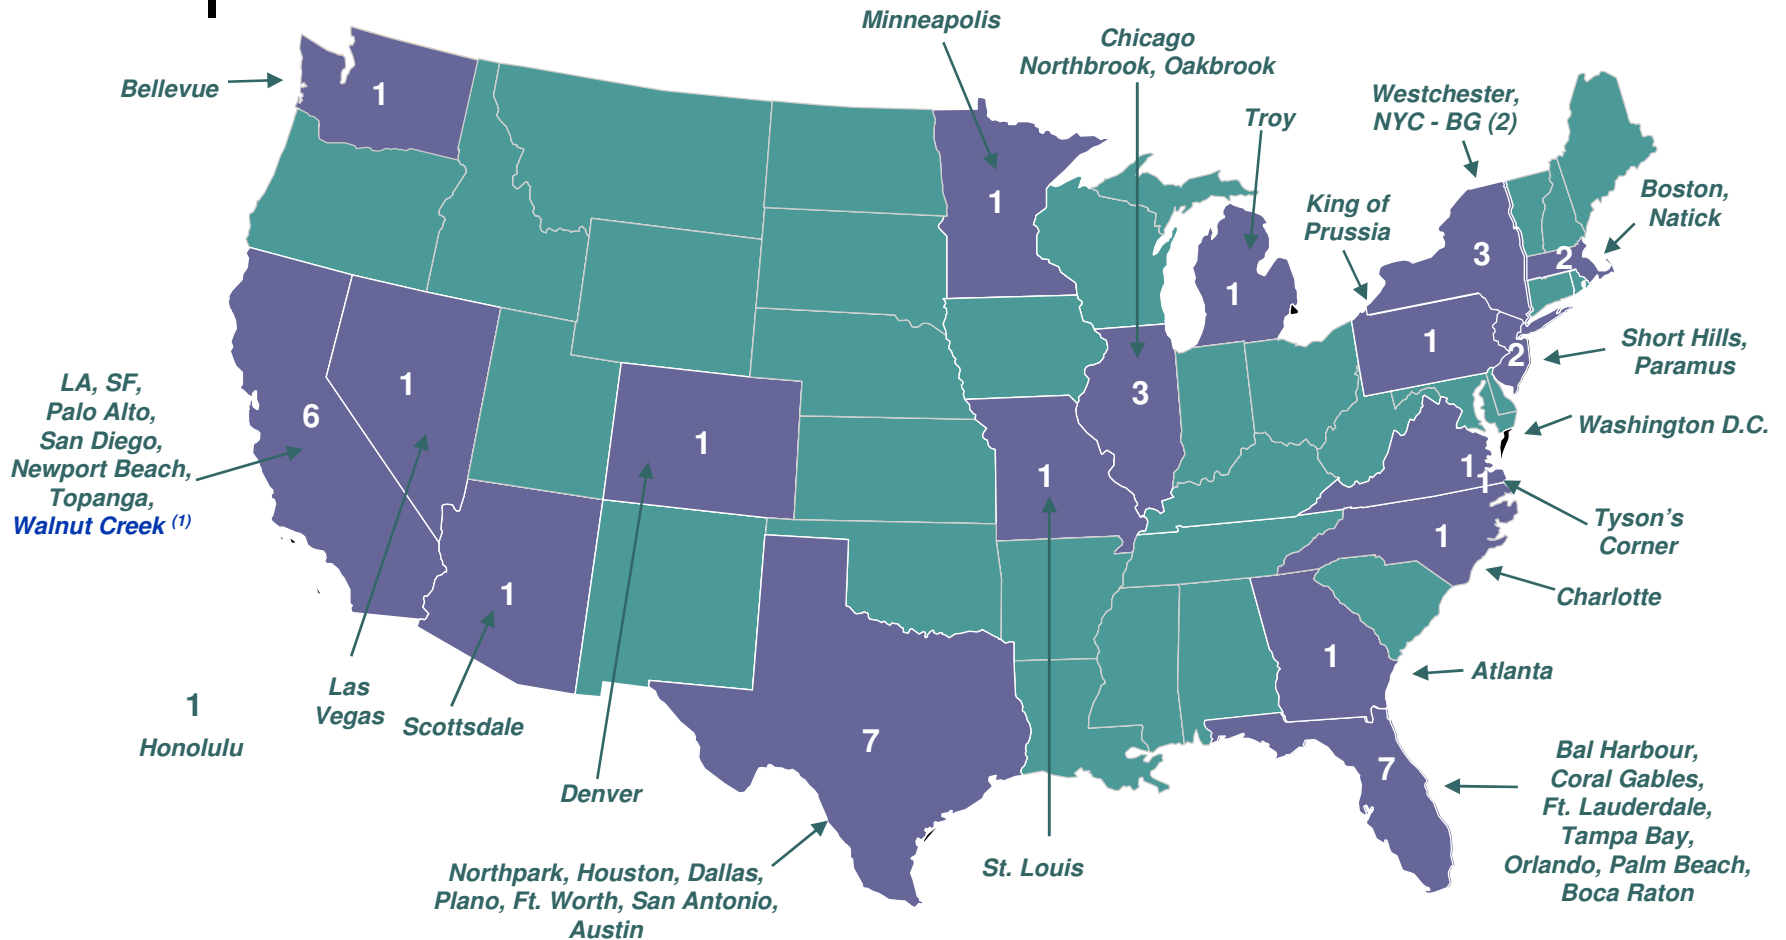 Minneapolis
Chicago
Northbrook, Oakbrook
Westchester,
NYC - BG (2)
Troy
Bellevue
1
King of
Prussia
Boston,
Natick
1
3
2
1
Short Hills,
Paramus
1
2
LA, SF,
Palo Alto,
San Diego,
Newport Beach,
Topanga,
Walnut Creek (1)
6
1
1
3
Washington D.C.
1
1
1
Tyson's
Corner
1
1
Charlotte
1
Atlanta
1
Honolulu
Las
Vegas
Scottsdale
Denver
7
7
Bal Harbour,
Coral Gables,
Ft. Lauderdale,
Tampa Bay,
Orlando, Palm Beach,
Boca Raton
St. Louis
Northpark, Houston, Dallas,
Plano, Ft. Worth, San Antonio,
Austin